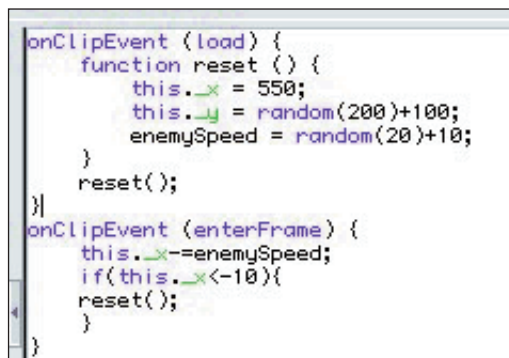 onClipEvent (load) {
    function reset () {
        this._x = 550;
        this._y = random(200)+100;
        enemySpeed = random(20)+10;
    }
    reset();
}
onClipEvent (enterFrame) {
    this._x-=enemySpeed;
    if(this._x<-10){
    reset();
    }
}